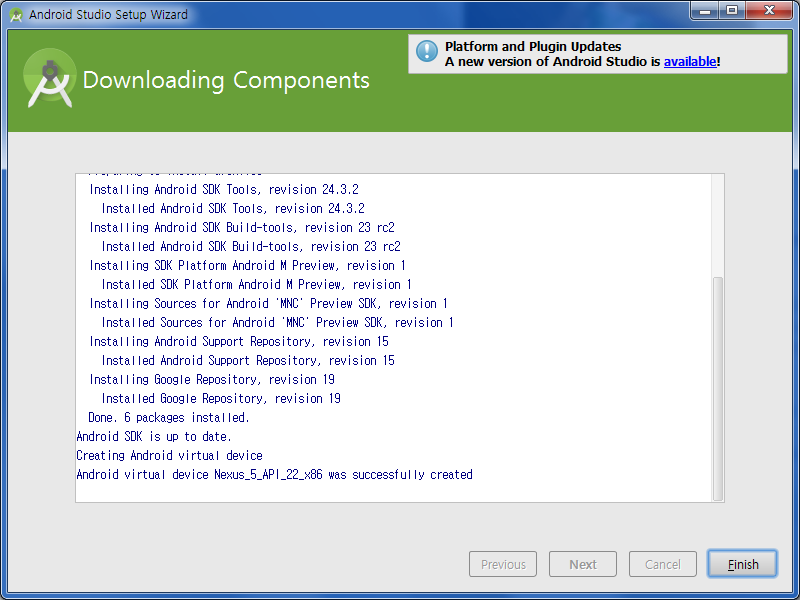 Android Studio Setup Wizard
Platform and Plugin Updates
A new version of Android Studio is available!
Downloading Components
Installing Android SDK Tools, revision 24.3.2
Installed Android SDK Tools, revision 24.3.2
Installing Android SDK Build-tools, revision 23 rc2
Installed Android SDK Build-tools, revision 23 rc2
Installing SDK Platform Android M Preview, revision 1
Installed SDK Platform Android M Preview, revision 1
Installing Sources for Android 'MNC' Preview SDK, revision 1
Installed Sources for Android 'MNC' Preview SDK, revision 1
Installing Android Support Repository, revision 15
Installed Android Support Repository, revision 15
Installing Google Repository, revision 19
Installed Google Repository, revision 19
Done. 6 packages installed.
Android SDK is up to date.
Creating Android virtual device
Android virtual device Nexus_5_API_22_x86 was successfully created
Previous
Next
Cancel
Finish